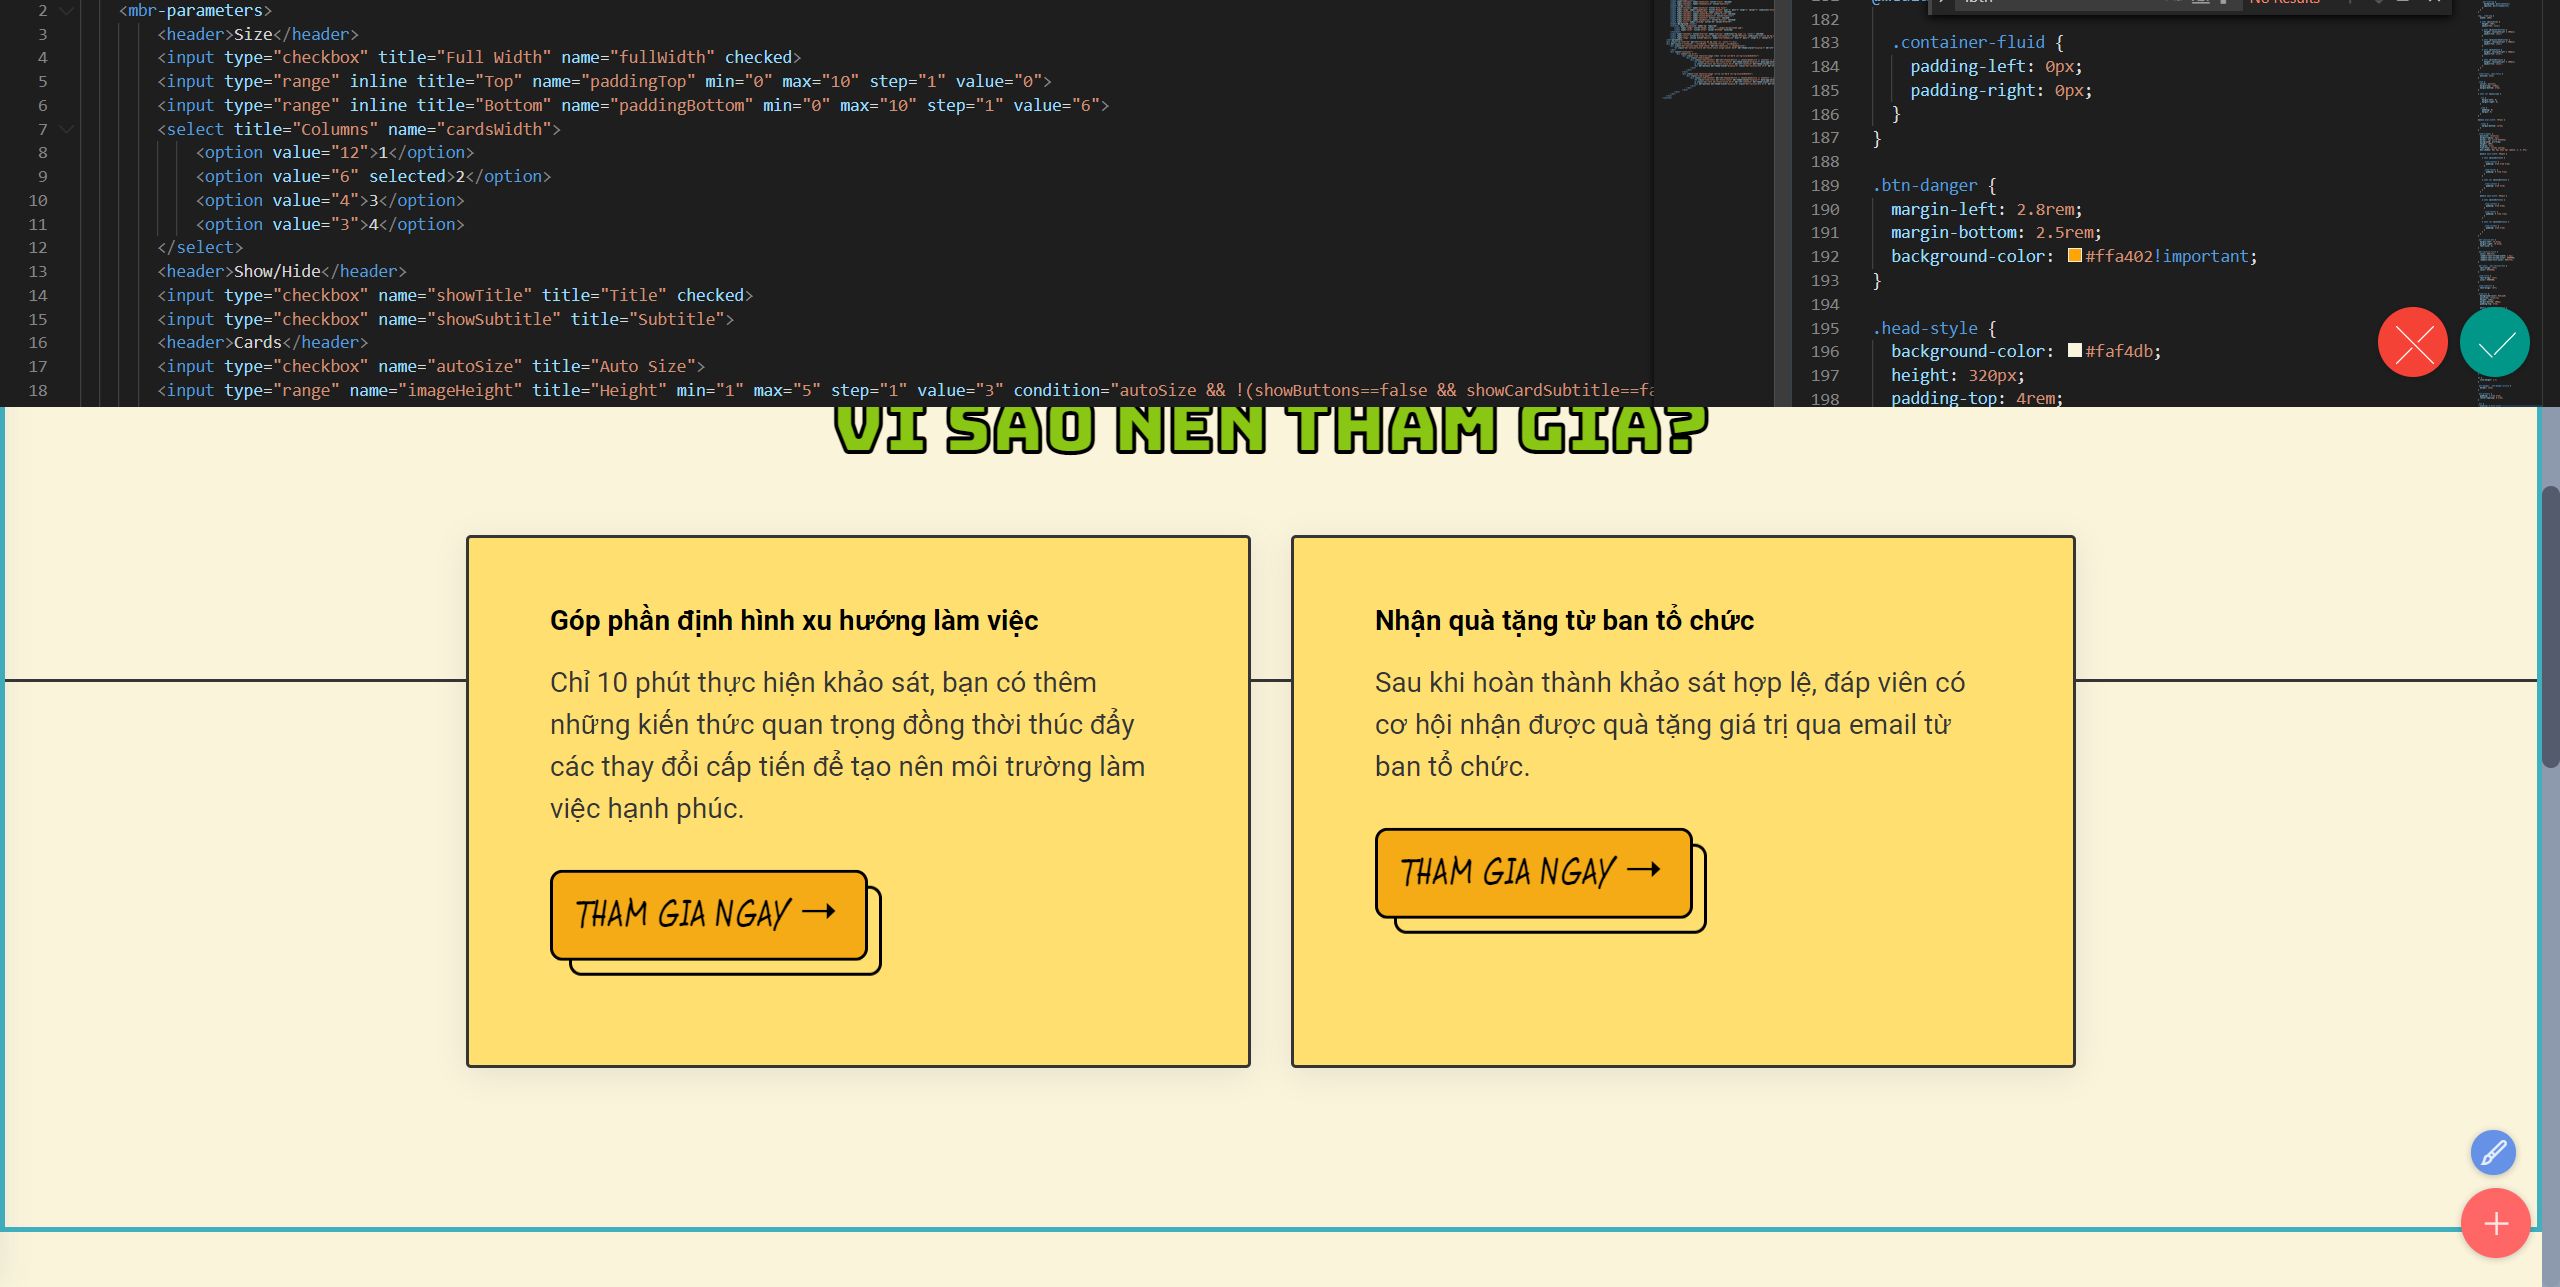 2 <mbr-parameters>
3 <header>Size</header>
4 <input type="checkbox" title="Full Width" name="fullWidth" checked>
5 <input type="range" inline title="Top" name="paddingTop" min="0" max="10" step="1" value="0">
6 <input type="range" inline title="Bottom" name="paddingBottom" min="0" max="10" step="1" value="6">
7 <select title="Columns" name="cardsWidth">
8 <option value="12">1</option>
9 <option value="6" selected>2</option>
10 <option value="4">3</option>
11 <option value="3">4</option>
12 </select>
13 <header>Show/Hide</header>
14 <input type="checkbox" name="showTitle" title="Title" checked>
15 <input type="checkbox" name="showSubtitle" title="Subtitle">
16 <header>Cards</header>
17 <input type="checkbox" name="autoSize" title="Auto Size">
18 <input type="range" name="imageHeight" title="Height" min="1" max="5" step="1" value="3" condition="autoSize && !(showButtons==false && showCardSubtitle==fa
No Results
182
183 .container-fluid {
184 padding-left: 0px;
185 padding-right: 0px;
186 }
187 }
188
189 .btn-danger {
190 margin-left: 2.8rem;
191 margin-bottom: 2.5rem;
192 background-color: #ffa402!important;
193 }
194
195 .head-style {
196 background-color: #faf4db;
197 height: 320px;
198 padding-top: 4rem;
VÌ SAO NÊN THAM GIA?
Góp phần định hình xu hướng làm việc
Chỉ 10 phút thực hiện khảo sát, bạn có thêm
những kiến thức quan trọng đồng thời thúc đẩy
các thay đổi cấp tiến để tạo nên môi trường làm
việc hạnh phúc.
THAM GIA NGAY →
Nhận quà tặng từ ban tổ chức
Sau khi hoàn thành khảo sát hợp lệ, đáp viên có
cơ hội nhận được quà tặng giá trị qua email từ
ban tổ chức.
THAM GIA NGAY →